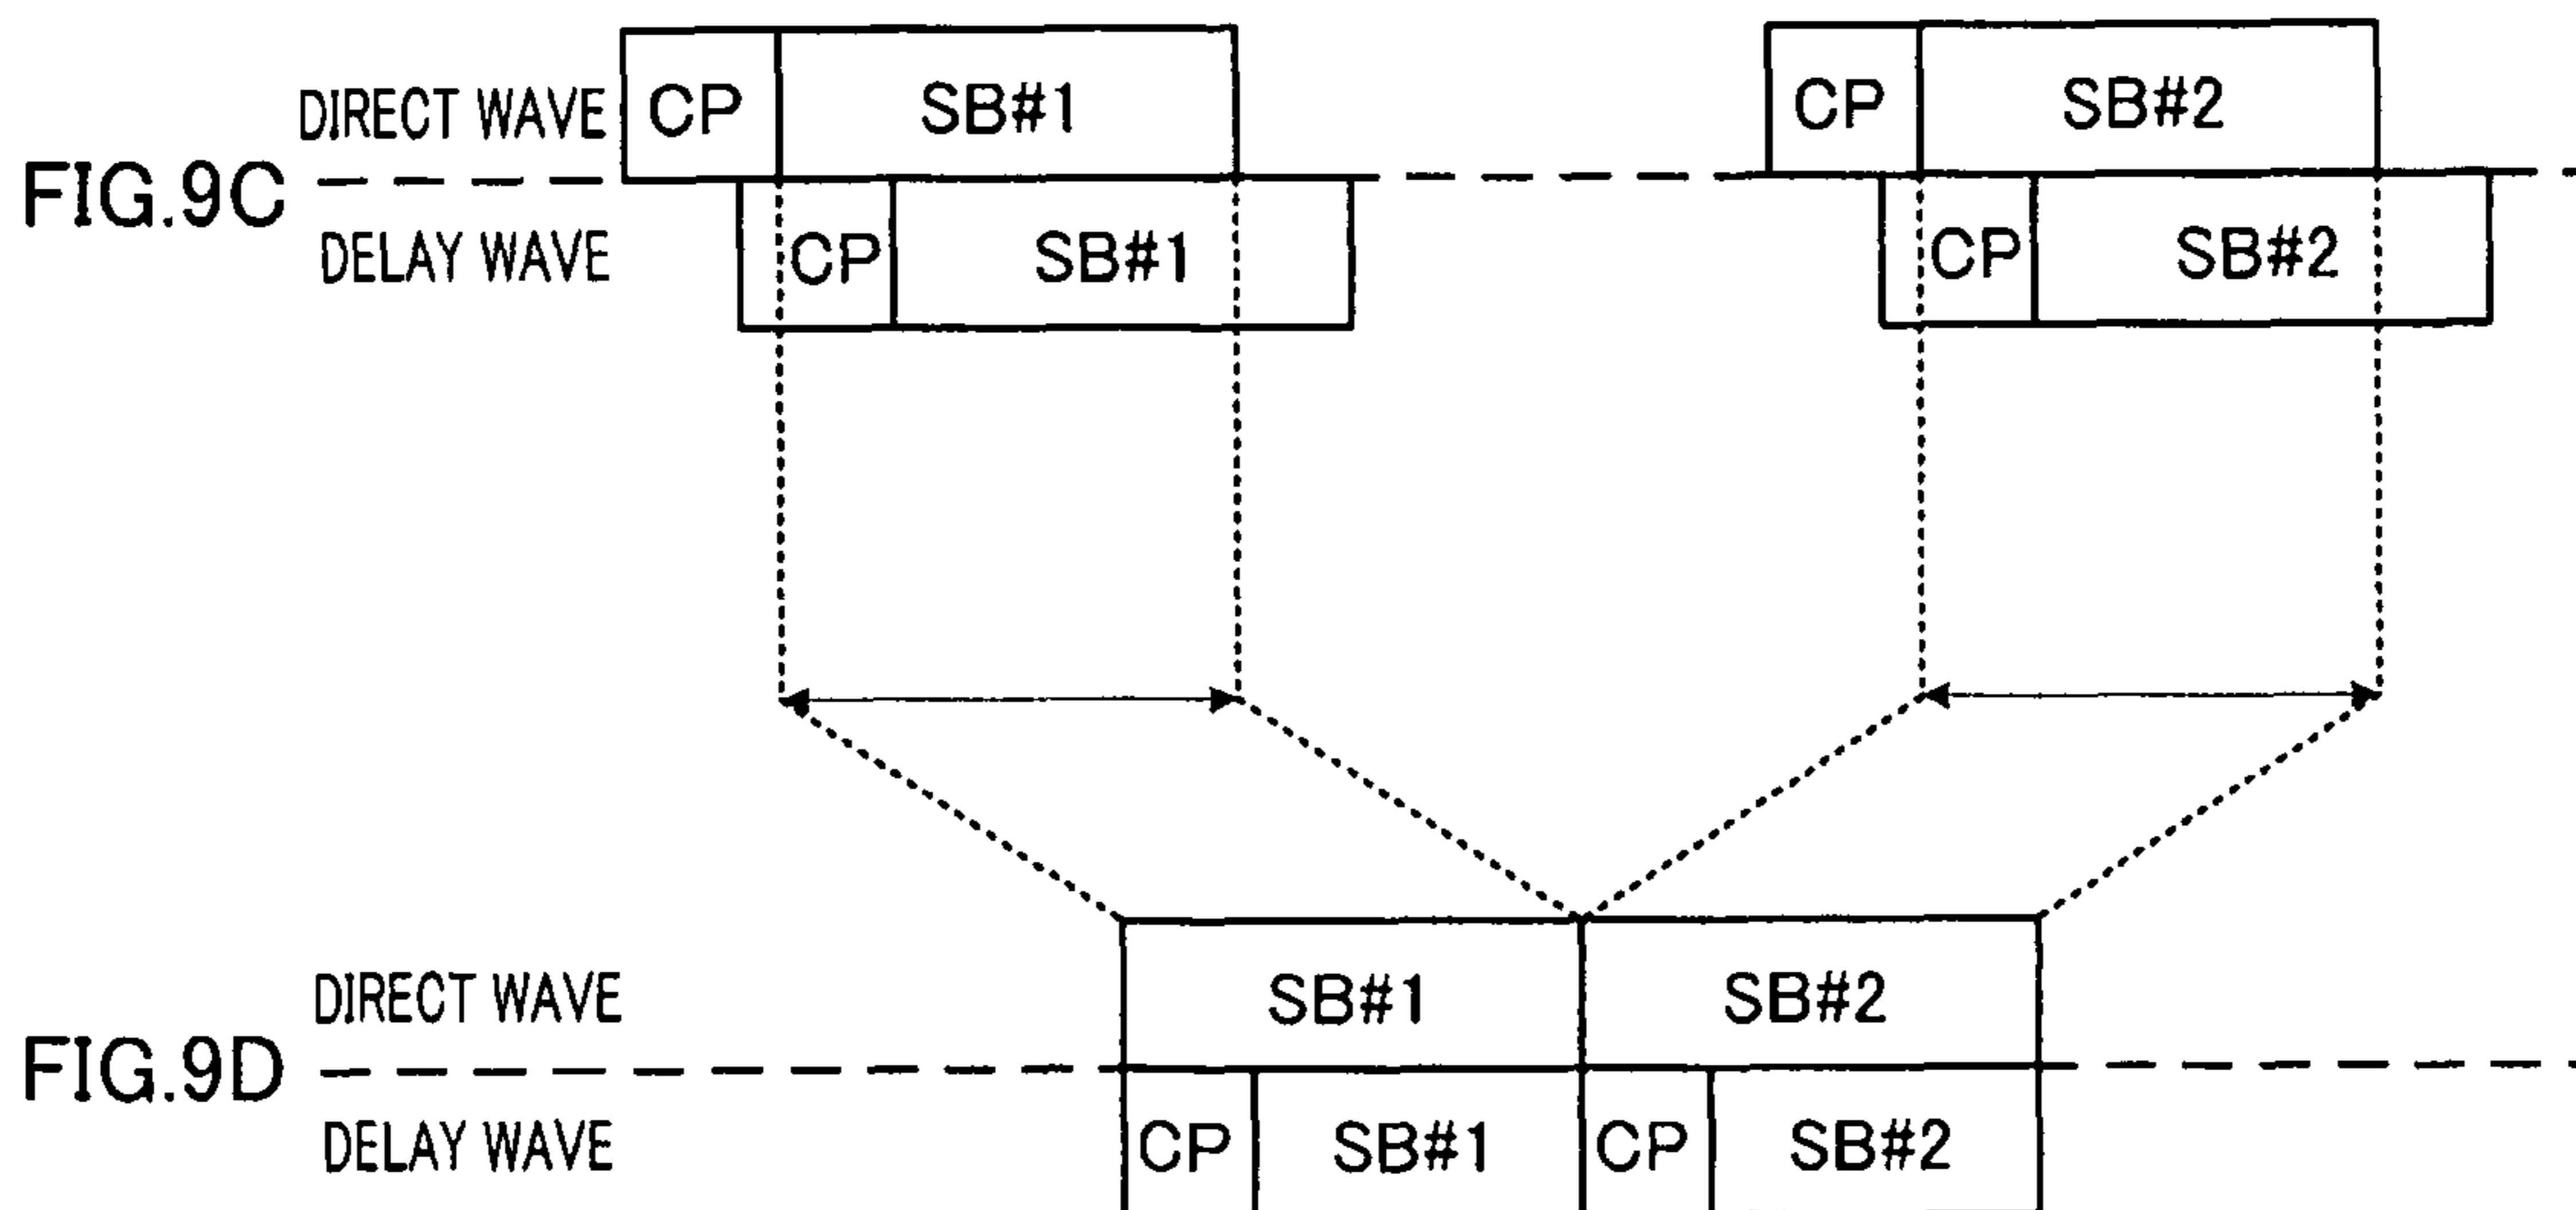 DIRECT WAVE CP SB#1 CP SB#2
FIG.9C
DELAY WAVE CP SB#1 CP SB#2
DIRECT WAVE SB#1 SB#2
FIG.9D
DELAY WAVE CP SB#1 CP SB#2